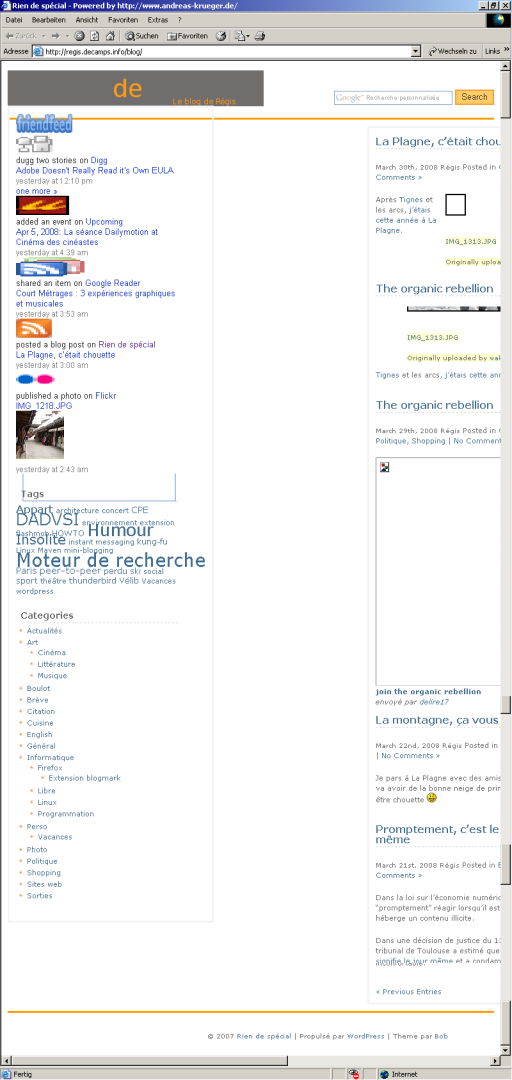 Rien de spécial - Powered by http://www.andreas-krueger.de/
Datei Bearbeiten Ansicht Favoriten Extras ?
Zurück Suchen Favoriten
Adresse http://regis.decamps.info/blog/ Wechseln zu Links »
de
Le blog de Régis
Google™ Recherche personnalisée Search
friendfeed
dugg two stories on Digg
Adobe Doesn't Really Read it's Own EULA
yesterday at 12:10 pm
one more »
added an event on Upcoming
Apr 5, 2008: La séance Dailymotion at
Cinéma des cinéastes
yesterday at 4:39 am
shared an item on Google Reader
Court Métrages : 3 expériences graphiques
et musicales
yesterday at 3:53 am
posted a blog post on Rien de spécial
La Plagne, c'était chouette
yesterday at 3:00 am
published a photo on Flickr
IMG_1218.JPG
yesterday at 2:43 am
Tags
Appart architecture concert CPE
DADVSI environnement extension
flashmob HOWTO Humour
Insolite instant messaging kung-fu
Linux Maven mini-blogging
Moteur de recherche
Paris peer-to-peer perdu ski social
sport théâtre thunderbird Vélib Vacances
wordpress
Categories
Actualités
Art
Cinéma
Littérature
Musique
Boulot
Brève
Citation
Cuisine
English
Général
Informatique
Firefox
Extension blogmark
Libre
Linux
Programmation
Perso
Vacances
Photo
Politique
Shopping
Sites web
Sorties
La Plagne, c'était chou
March 30th, 2008 Régis Posted in
Comments »
Après Tignes et
les arcs, j'étais
cette année à La
Plagne.
IMG_1313.JPG
Originally uploa
The organic rebellion
IMG_1313.JPG
Originally uploaded by wal
Tignes et les arcs, j'étais cette ann
The organic rebellion
March 29th, 2008 Régis Posted in
Politique, Shopping | No Comment
join the organic rebellion
envoyé par delire17
La montagne, ça vous
March 22nd, 2008 Régis Posted in
| No Comments »
Je pars à La Plagne avec des amis
va avoir de la bonne neige de prin
être chouette
Promptement, c'est le
même
March 21st, 2008 Régis Posted in
Comments »
Dans la loi sur l'économie numéric
"promptement" réagir lorsqu'il est
héberge un contenu illicite.
Dans une décision de justice du 1
tribunal de Toulouse a estimé que
signifie le jour même et a condam
« Previous Entries
© 2007 Rien de spécial | Propulsé par WordPress | Theme par Bob
Fertig Internet